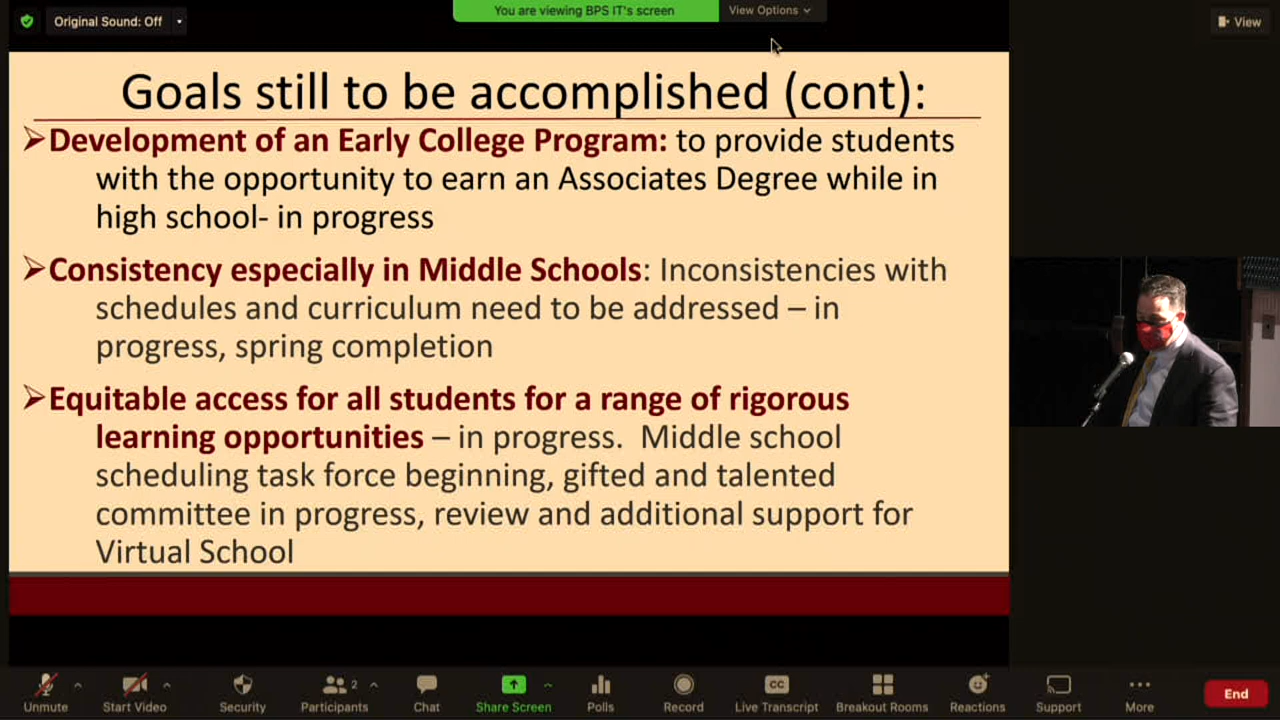 Original Sound: Off
You are viewing BPS IT's screen
View Options
View
Goals still to be accomplished (cont):
Development of an Early College Program: to provide students
with the opportunity to earn an Associates Degree while in
high school- in progress
Consistency especially in Middle Schools: Inconsistencies with
schedules and curriculum need to be addressed – in
progress, spring completion
Equitable access for all students for a range of rigorous
learning opportunities – in progress. Middle school
scheduling task force beginning, gifted and talented
committee in progress, review and additional support for
Virtual School
Unmute
Start Video
Security
2
Participants
Chat
Share Screen
Polls
Record
CC
Live Transcript
Breakout Rooms
Reactions
Support
More
End